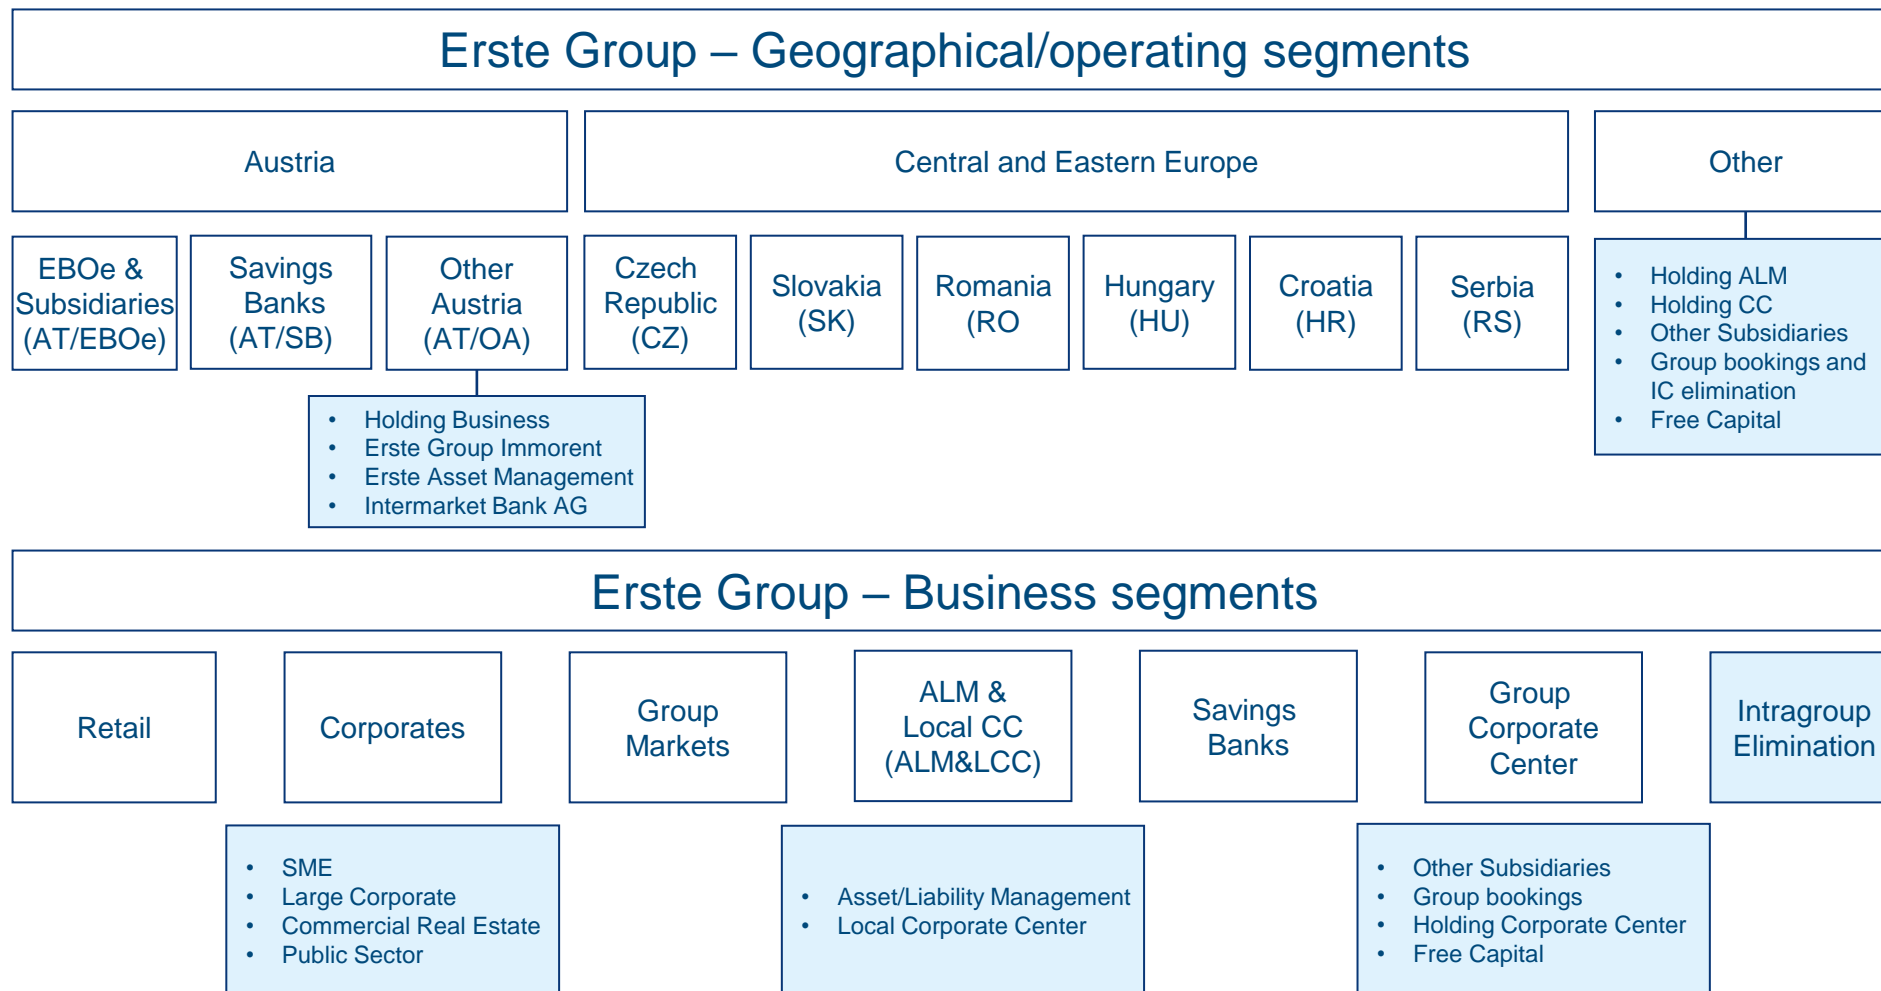 Erste Group – Geographical/operating segments
Austria
Central and Eastern Europe
Other
EBOe &
Subsidiaries
(AT/EBOe)
Savings
Banks
(AT/SB)
Other
Austria
(AT/OA)
Czech
Republic
(CZ)
Slovakia
(SK)
Romania
(RO
Hungary
(HU)
Croatia
(HR)
Serbia
(RS)
• Holding ALM
• Holding CC
• Other Subsidiaries
• Group bookings and
IC elimination
• Free Capital
• Holding Business
• Erste Group Immorent
• Erste Asset Management
• Intermarket Bank AG
Erste Group – Business segments
Retail
Corporates
Group
Markets
ALM &
Local CC
(ALM&LCC)
Savings
Banks
Group
Corporate
Center
Intragroup
Elimination
• SME
• Large Corporate
• Commercial Real Estate
• Public Sector
• Asset/Liability Management
• Local Corporate Center
• Other Subsidiaries
• Group bookings
• Holding Corporate Center
• Free Capital